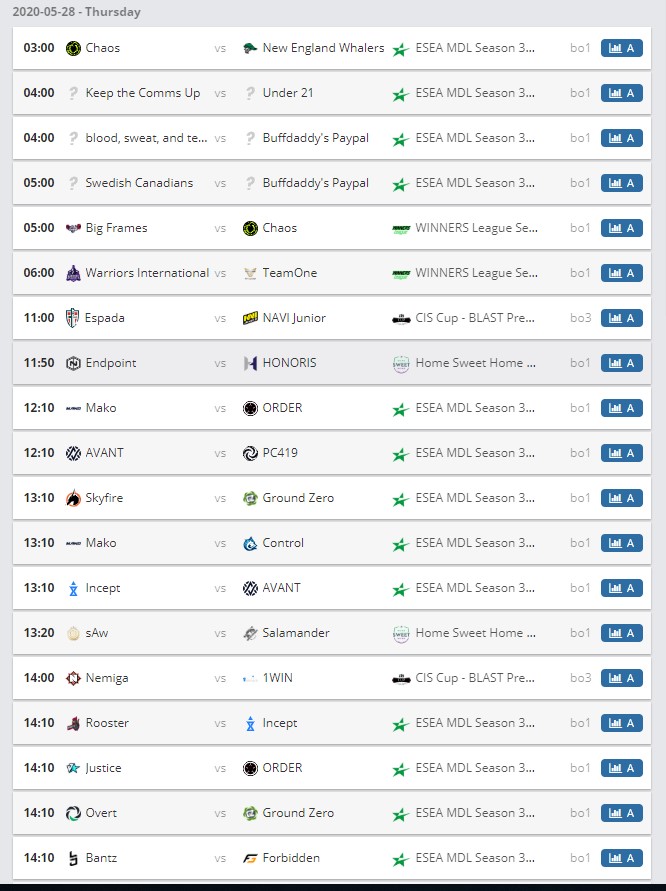 2020-05-28 - Thursday
03:00 Chaos vs New England Whalers ESEA MDL Season 3... bo1 A
04:00 ? Keep the Comms Up vs ? Under 21 ESEA MDL Season 3... bo1 A
04:00 ? blood, sweat, and te... vs ? Buffdaddy's Paypal ESEA MDL Season 3... bo1 A
05:00 ? Swedish Canadians vs ? Buffdaddy's Paypal ESEA MDL Season 3... bo1 A
05:00 Big Frames vs Chaos WINNERS League Se... bo1 A
06:00 Warriors International vs TeamOne WINNERS League Se... bo1 A
11:00 Espada vs NAVI Junior CIS Cup - BLAST Pre... bo3 A
11:50 Endpoint vs HONORIS Home Sweet Home ... bo1 A
12:10 Mako vs ORDER ESEA MDL Season 3... bo1 A
12:10 AVANT vs PC419 ESEA MDL Season 3... bo1 A
13:10 Skyfire vs Ground Zero ESEA MDL Season 3... bo1 A
13:10 Mako vs Control ESEA MDL Season 3... bo1 A
13:10 Incept vs AVANT ESEA MDL Season 3... bo1 A
13:20 sAw vs Salamander Home Sweet Home ... bo1 A
14:00 Nemiga vs 1WIN CIS Cup - BLAST Pre... bo3 A
14:10 Rooster vs Incept ESEA MDL Season 3... bo1 A
14:10 Justice vs ORDER ESEA MDL Season 3... bo1 A
14:10 Overt vs Ground Zero ESEA MDL Season 3... bo1 A
14:10 Bantz vs Forbidden ESEA MDL Season 3... bo1 A